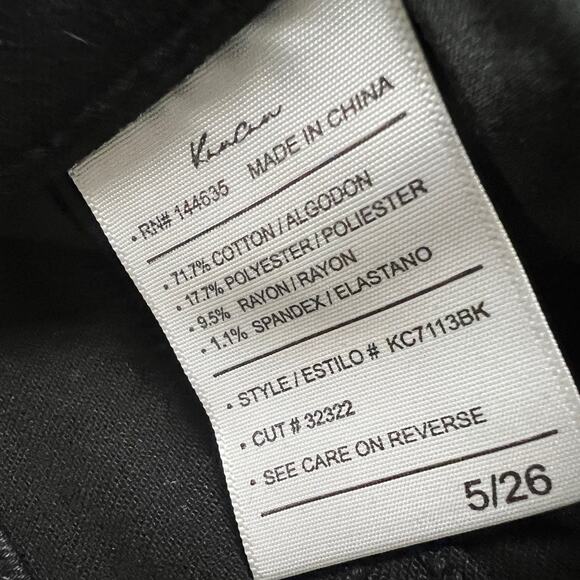 KanCan
• RN# 144635 MADE IN CHINA
• 71.7% COTTON / ALGODON
• 17.7% POLYESTER / POLIESTER
• 9.5% RAYON / RAYON
• 1.1% SPANDEX / ELASTANO
• STYLE / ESTILO # KC7113BK
• CUT # 32322
• SEE CARE ON REVERSE
5/26